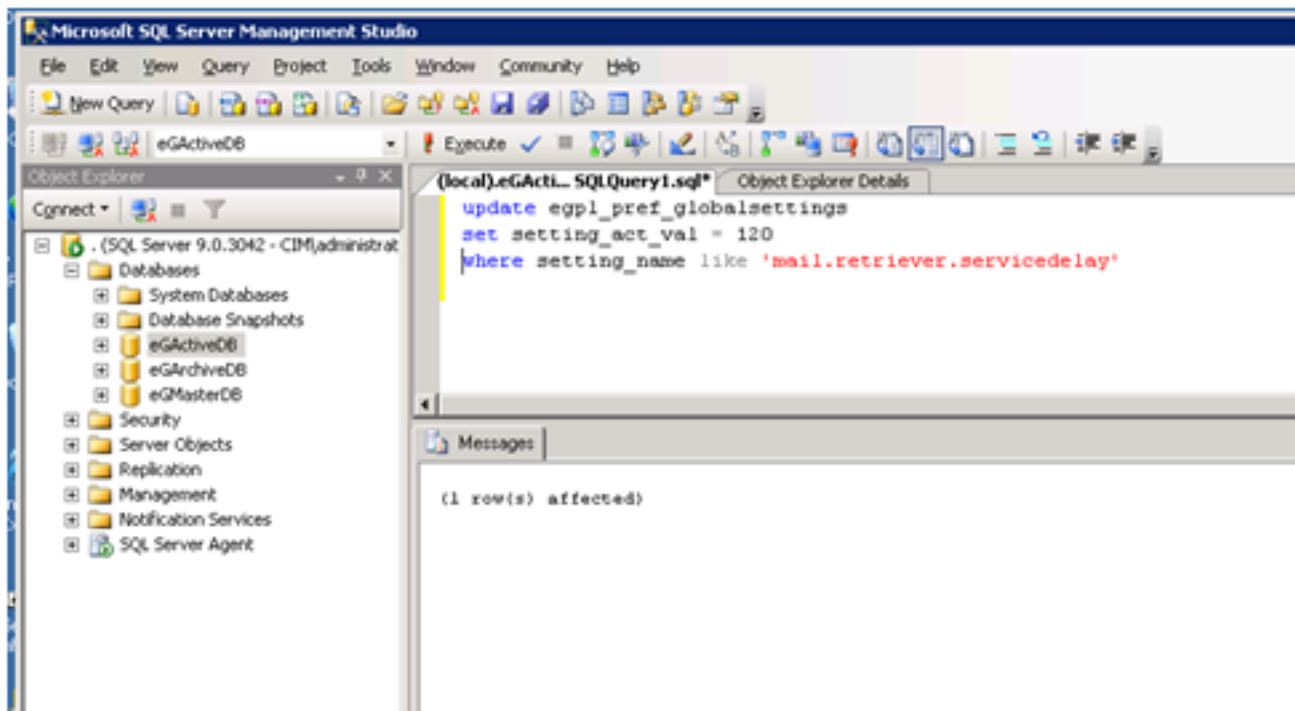 Microsoft SQL Server Management Studio
File Edit View Query Project Tools Window Community Help
New Query
eGActiveDB
Execute
Object Explorer
Connect
. (SQL Server 9.0.3042 - CIM\administrat
Databases
System Databases
Database Snapshots
eGActiveDB
eGArchiveDB
eGMasterDB
Security
Server Objects
Replication
Management
Notification Services
SQL Server Agent
(local).eGActi... SQLQuery1.sql* Object Explorer Details
update egpl_pref_globalsettings
set setting_act_val = 120
where setting_name like 'mail.retriever.servicedelay'
Messages
(1 row(s) affected)